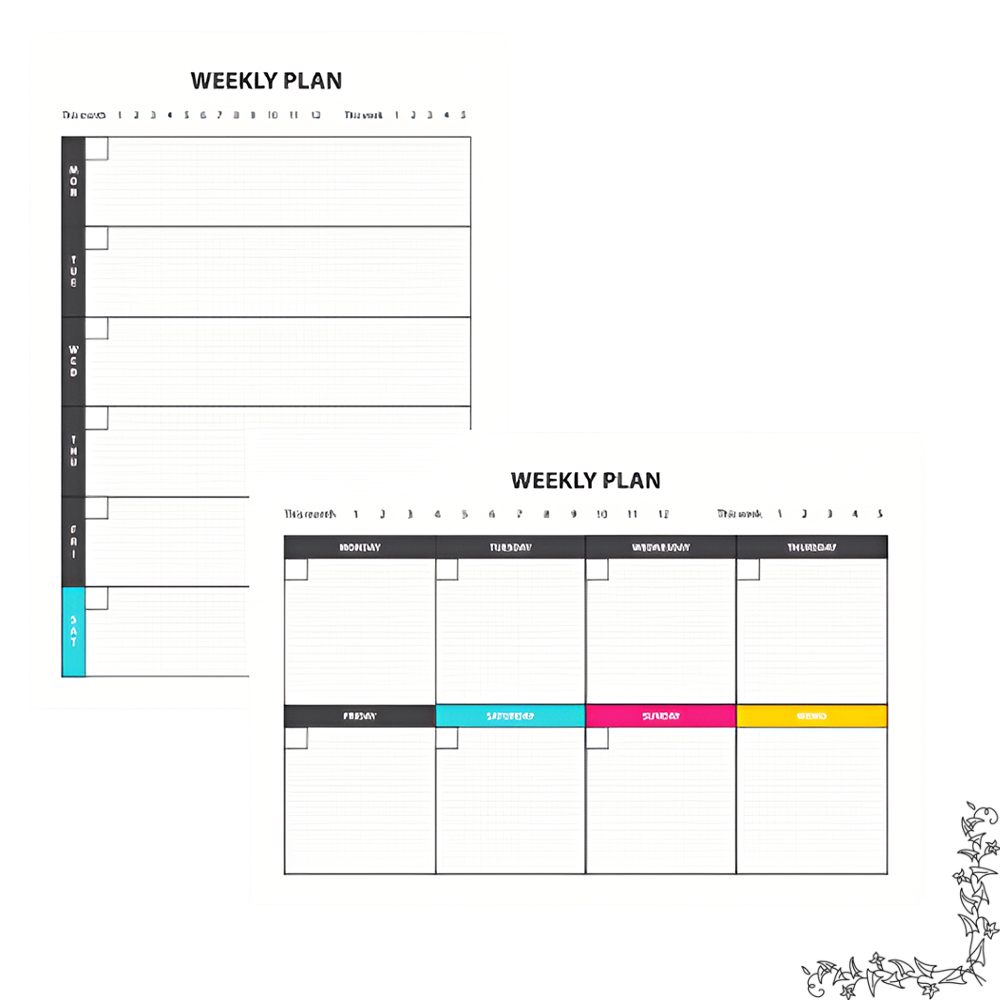 WEEKLY PLAN
This month 1 2 3 4 5 6 7 8 9 10 11 12 This week 1 2 3 4 5
MON
TUE
WED
THU
FRI
SAT
WEEKLY PLAN
This month 1 2 3 4 5 6 7 8 9 10 11 12 This week 1 2 3 4 5
MONDAY TUESDAY WEDNESDAY THURSDAY
FRIDAY SATURDAY SUNDAY MEMO